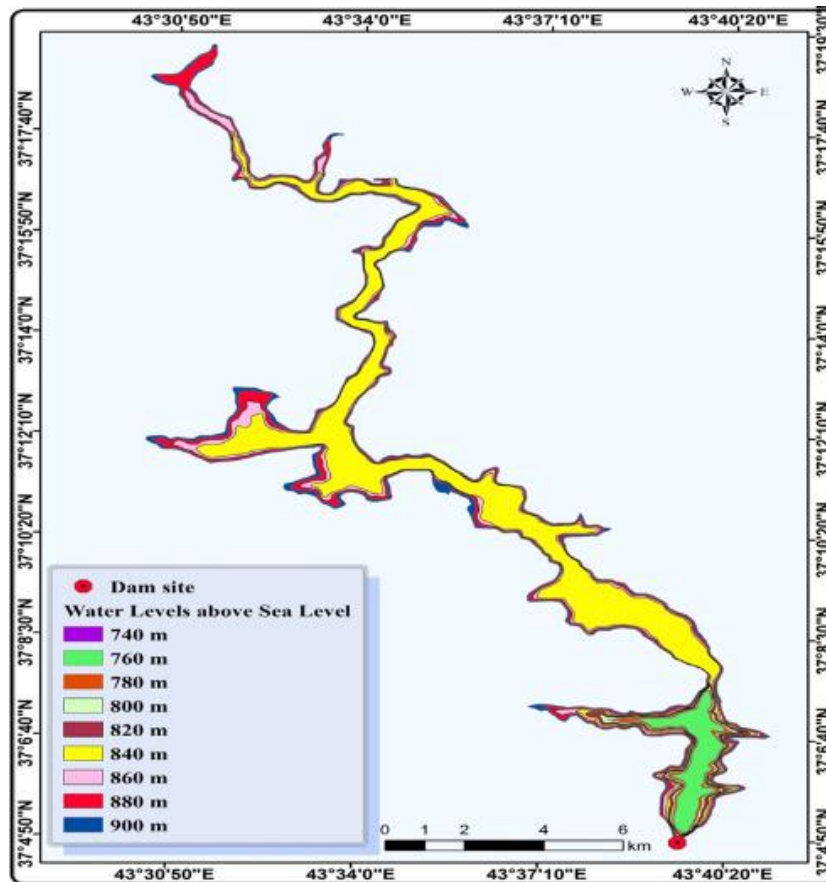 43°30'50"E 43°34'0"E 43°37'10"E 43°40'20"E
N
W E
S
37°17'40"N
37°15'50"N
37°14'0"N
37°12'10"N
37°10'20"N
37°8'30"N
37°6'40"N
37°4'50"N
37°17'40"N
37°15'50"N
37°14'0"N
37°12'10"N
37°10'20"N
37°8'30"N
37°6'40"N
37°4'50"N
Dam site
Water Levels above Sea Level
740 m
760 m
780 m
800 m
820 m
840 m
860 m
880 m
900 m
0 1 2 4 6
km
43°30'50"E 43°34'0"E 43°37'10"E 43°40'20"E